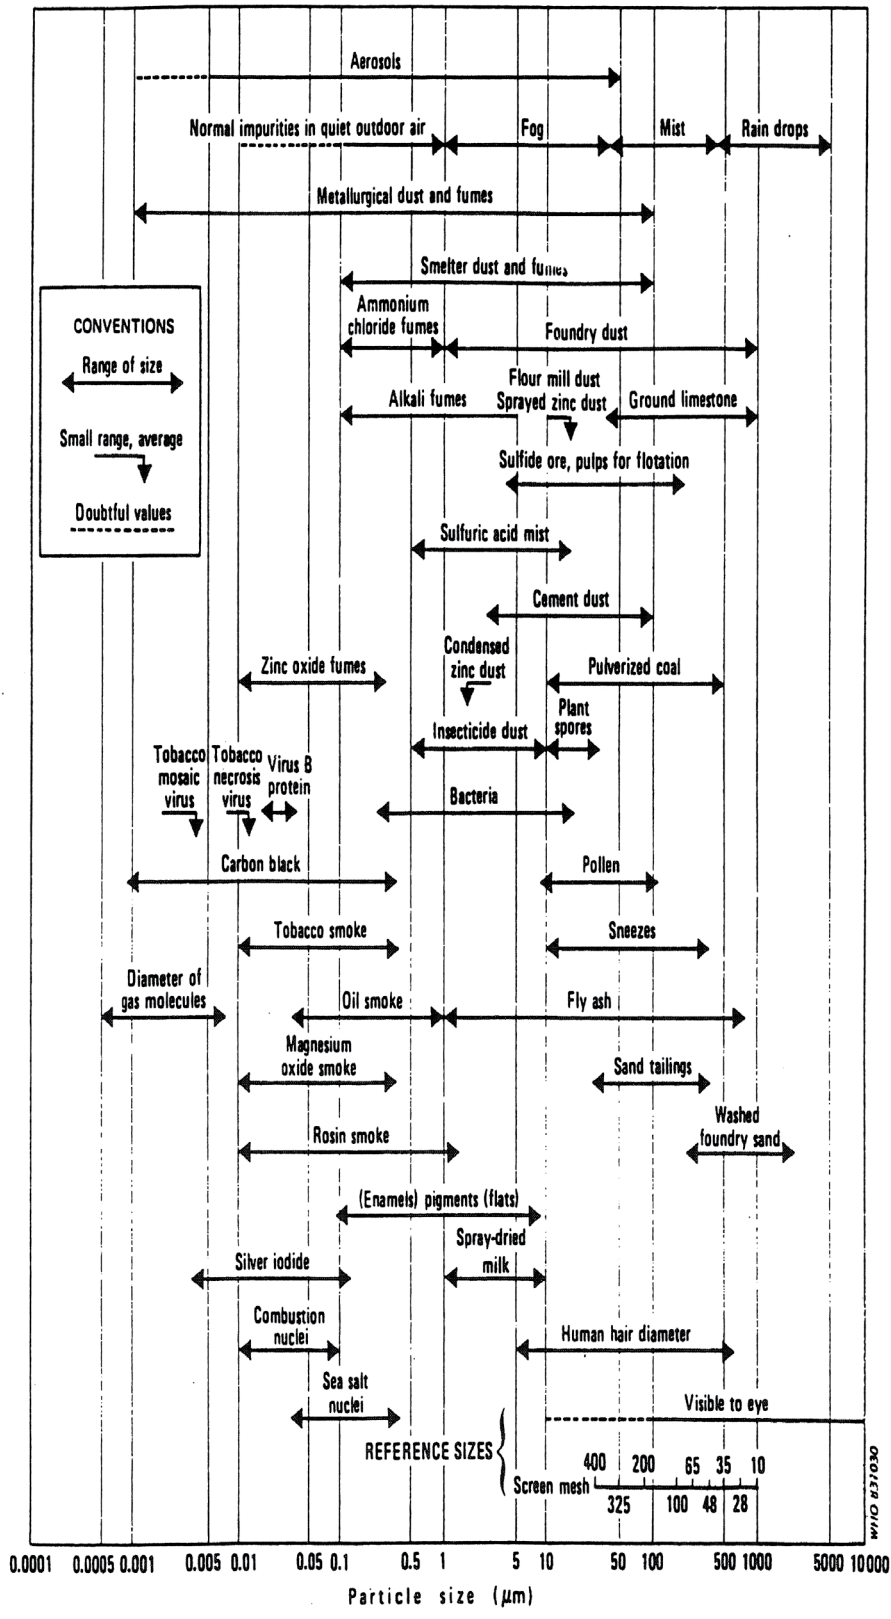 Aerosols
Normal impurities in quiet outdoor air
Fog
Mist
Rain drops
Metallurgical dust and fumes
Smelter dust and fumes
CONVENTIONS
Range of size
Small range, average
Doubtful values
Ammonium
chloride fumes
Foundry dust
Alkali fumes
Flour mill dust
Sprayed zinc dust
Ground limestone
Sulfide ore, pulps for flotation
Sulfuric acid mist
Cement dust
Zinc oxide fumes
Condensed
zinc dust
Pulverized coal
Insecticide dust
Plant
spores
Tobacco
mosaic
virus
Tobacco
necrosis
virus
Virus B
protein
Bacteria
Carbon black
Pollen
Tobacco smoke
Sneezes
Diameter of
gas molecules
Oil smoke
Fly ash
Magnesium
oxide smoke
Sand tailings
Rosin smoke
Washed
foundry sand
(Enamels) pigments (flats)
Silver iodide
Spray-dried
milk
Combustion
nuclei
Human hair diameter
Sea salt
nuclei
Visible to eye
REFERENCE SIZES
400 200 65 35 10
Screen mesh
325 100 48 28
WHO 831030
0.0001 0.0005 0.001 0.005 0.01 0.05 0.1 0.5 1 5 10 50 100 500 1000 5000 10000
Particle size (μm)